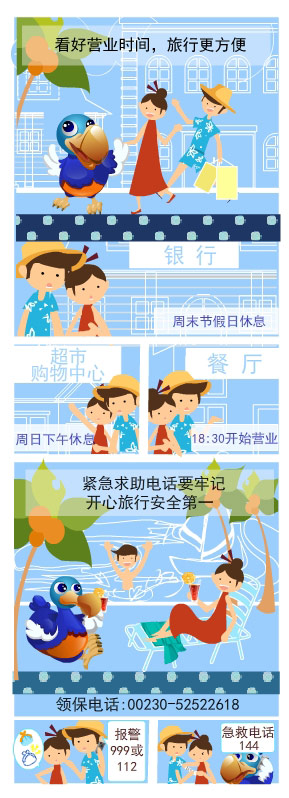 看好营业时间，旅行更方便
银 行
周末节假日休息
超市
购物中心
周日下午休息
餐 厅
18:30开始营业
紧急求助电话要牢记
开心旅行安全第一
领保电话:00230-52522618
报警
999或
112
急救电话
144